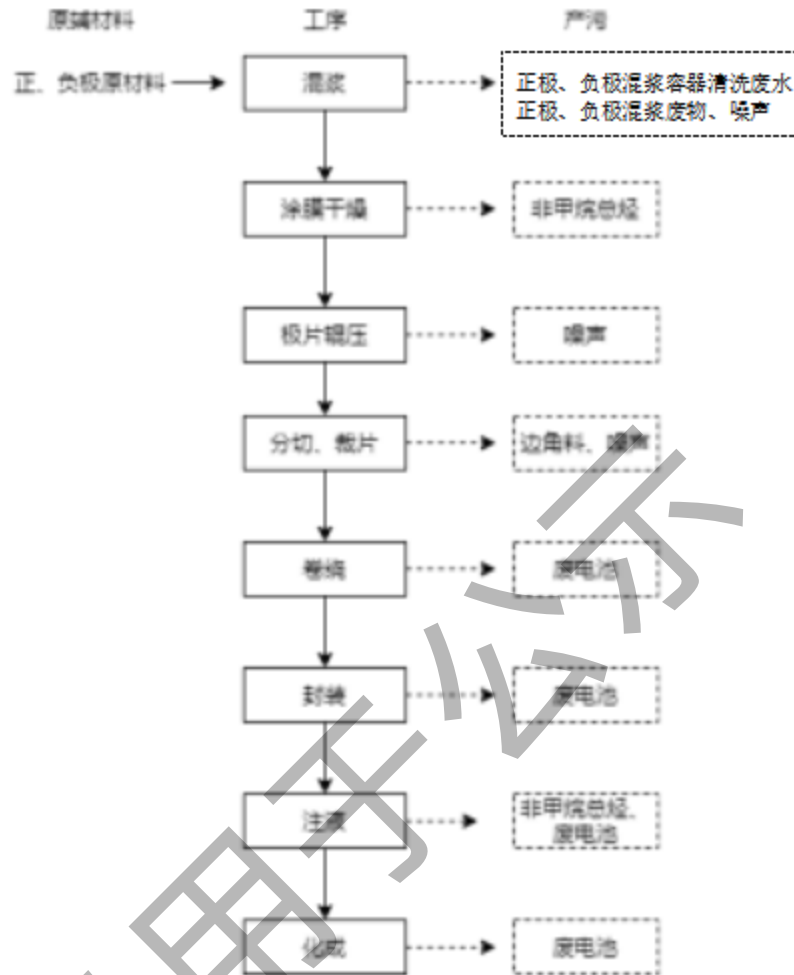 原辅材料 工序 产污
正、负极原材料 混浆 正极、负极混浆容器清洗废水
正极、负极混浆废物、噪声
涂膜干燥 非甲烷总烃
极片辊压 噪声
分切、裁片 边角料、噪声
卷绕 废电池
封装 废电池
注液 非甲烷总烃、
废电池
化成 废电池
用于公示